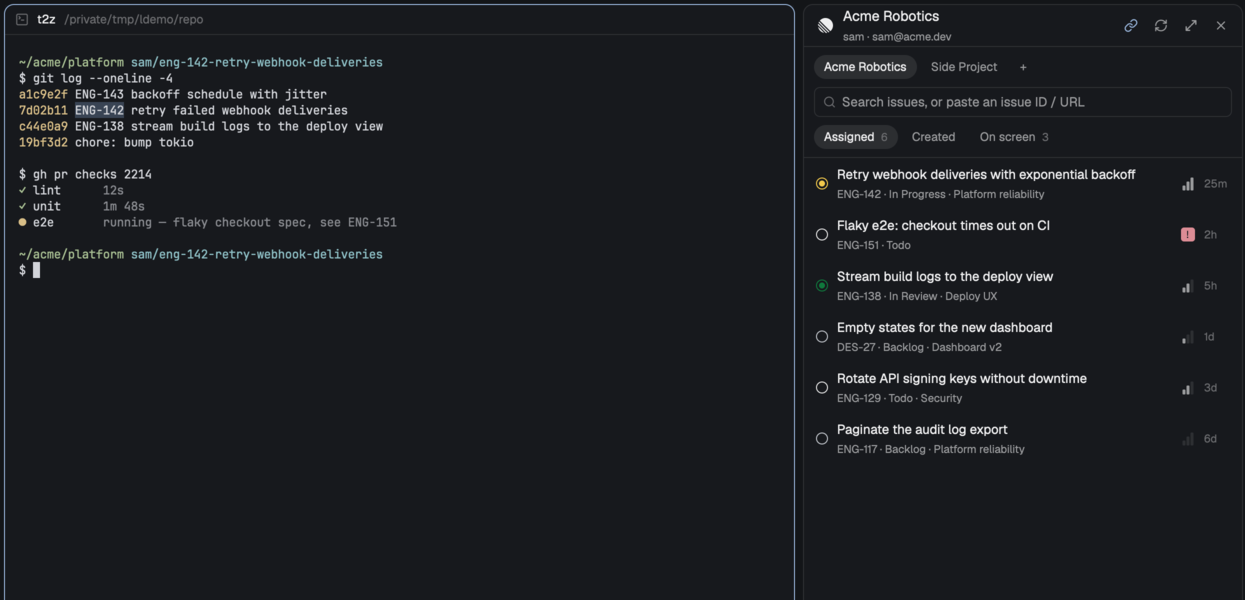 t2z /private/tmp/ldemo/repo
~/acme/platform sam/eng-142-retry-webhook-deliveries
$ git log --oneline -4
a1c9e2f ENG-143 backoff schedule with jitter
7d02b11 ENG-142 retry failed webhook deliveries
c44e0a9 ENG-138 stream build logs to the deploy view
19bf3d2 chore: bump tokio
$ gh pr checks 2214
✓ lint 12s
✓ unit 1m 48s
● e2e running — flaky checkout spec, see ENG-151
~/acme/platform sam/eng-142-retry-webhook-deliveries
$
Acme Robotics
sam · sam@acme.dev
Acme Robotics Side Project +
Search issues, or paste an issue ID / URL
Assigned 6 Created On screen 3
Retry webhook deliveries with exponential backoff
ENG-142 · In Progress · Platform reliability 25m
Flaky e2e: checkout times out on CI
ENG-151 · Todo ! 2h
Stream build logs to the deploy view
ENG-138 · In Review · Deploy UX 5h
Empty states for the new dashboard
DES-27 · Backlog · Dashboard v2 1d
Rotate API signing keys without downtime
ENG-129 · Todo · Security 3d
Paginate the audit log export
ENG-117 · Backlog · Platform reliability 6d